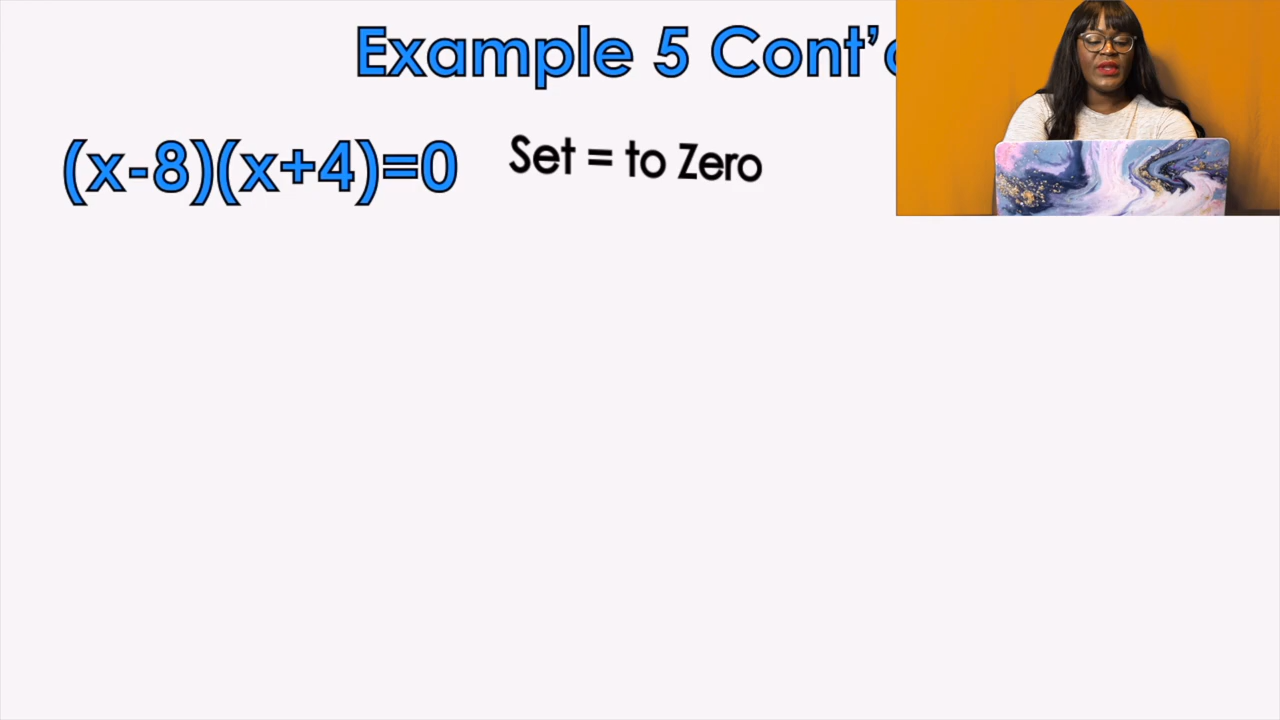 Example 5 Cont’
(x-8)(x+4)=0
Set = to Zero